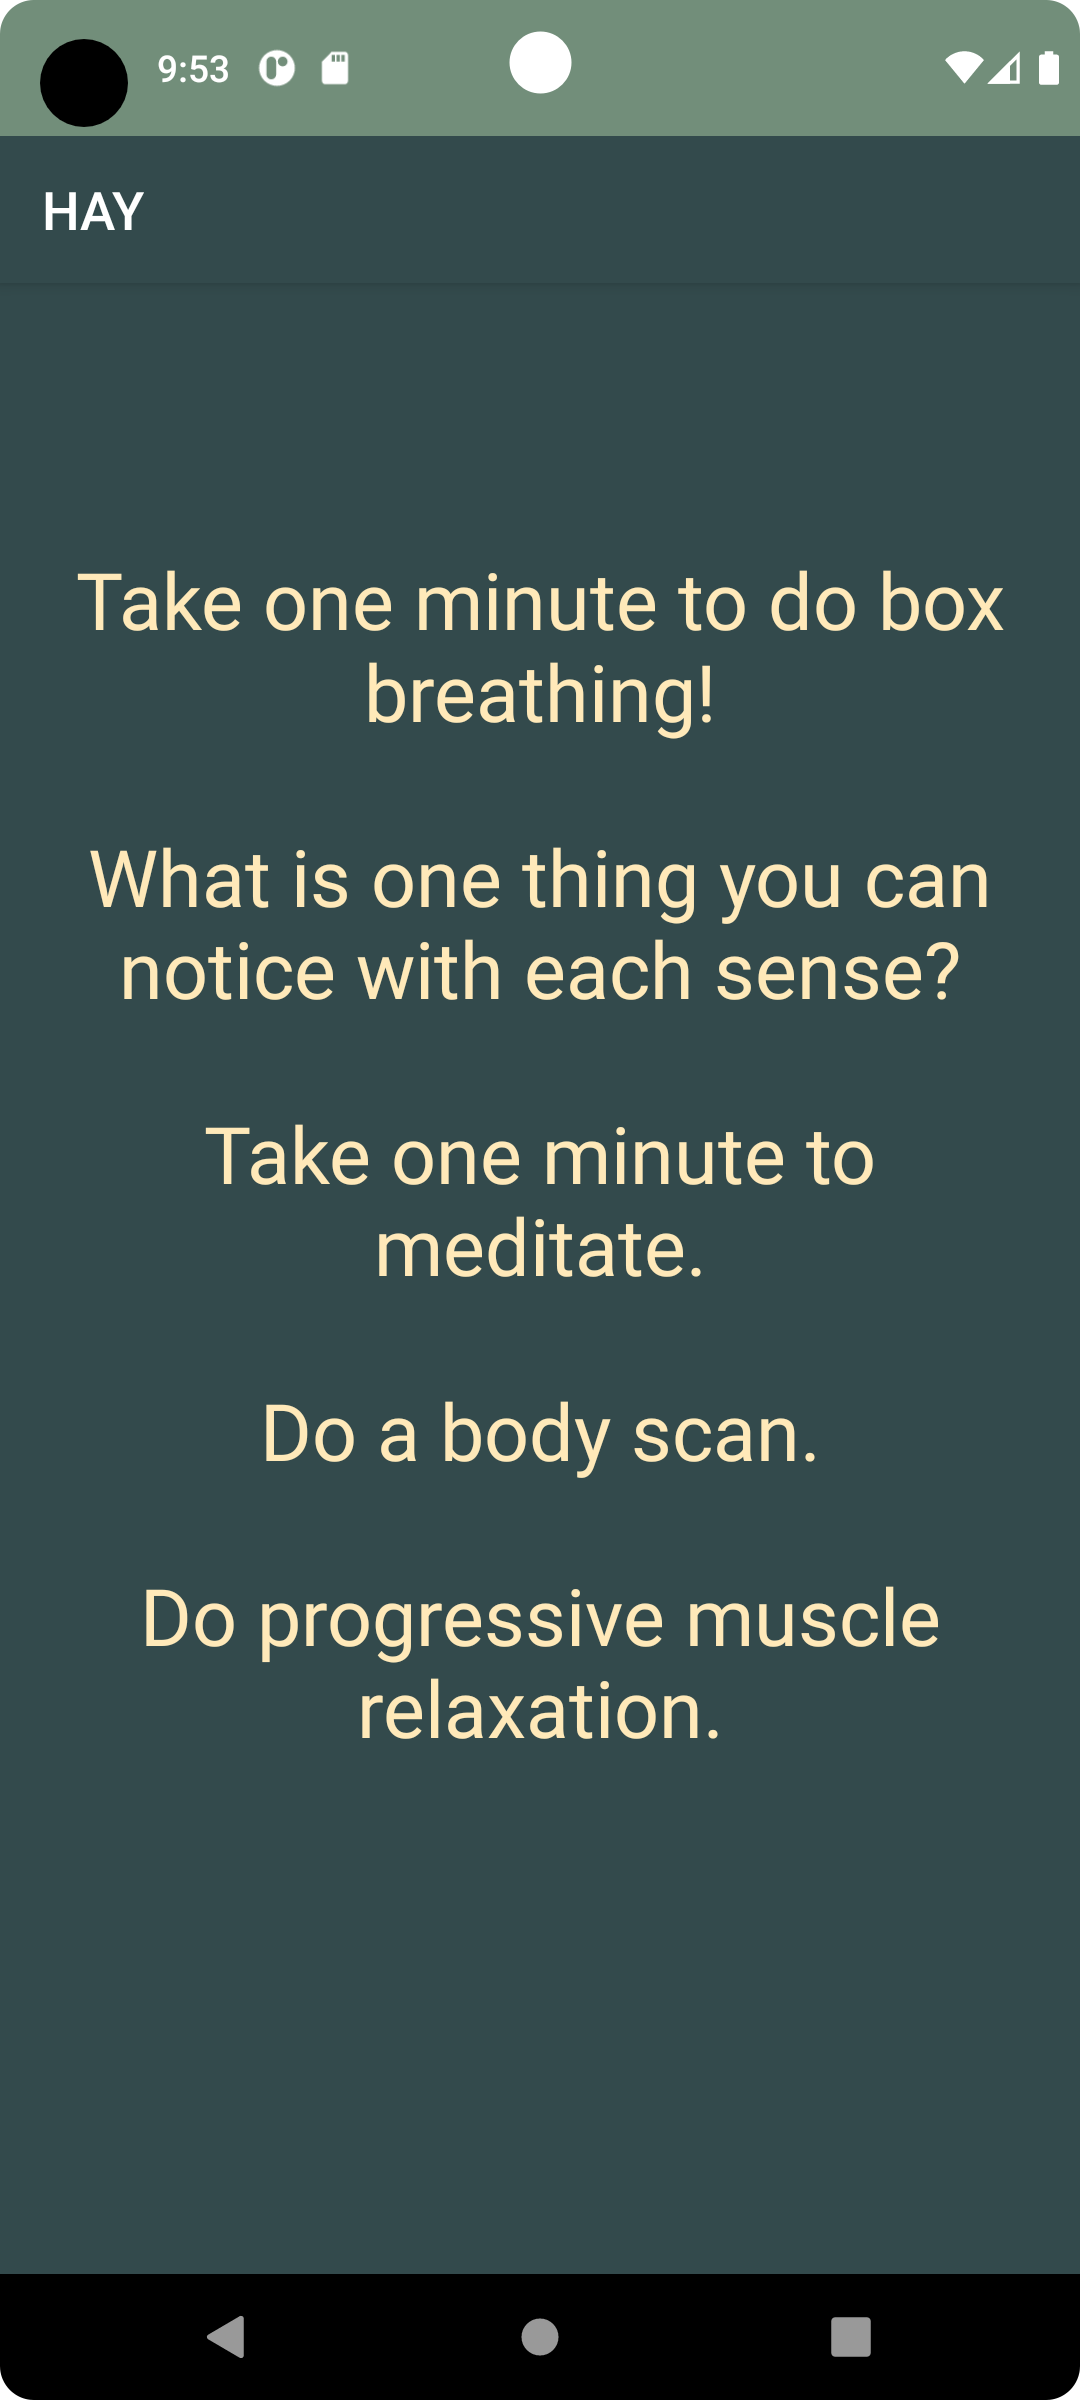 9:53
HAY
Take one minute to do box
breathing!
What is one thing you can
notice with each sense?
Take one minute to
meditate.
Do a body scan.
Do progressive muscle
relaxation.